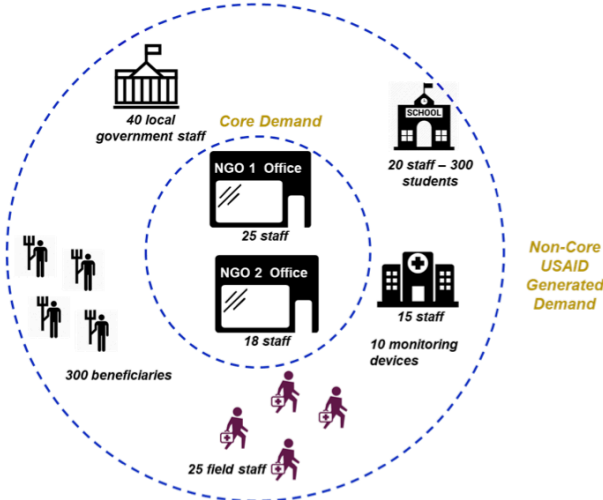 40 local
government staff
Core Demand
SCHOOL
20 staff – 300
students
NGO 1 Office
25 staff
NGO 2 Office
18 staff
15 staff
10 monitoring
devices
Non-Core
USAID
Generated
Demand
300 beneficiaries
25 field staff